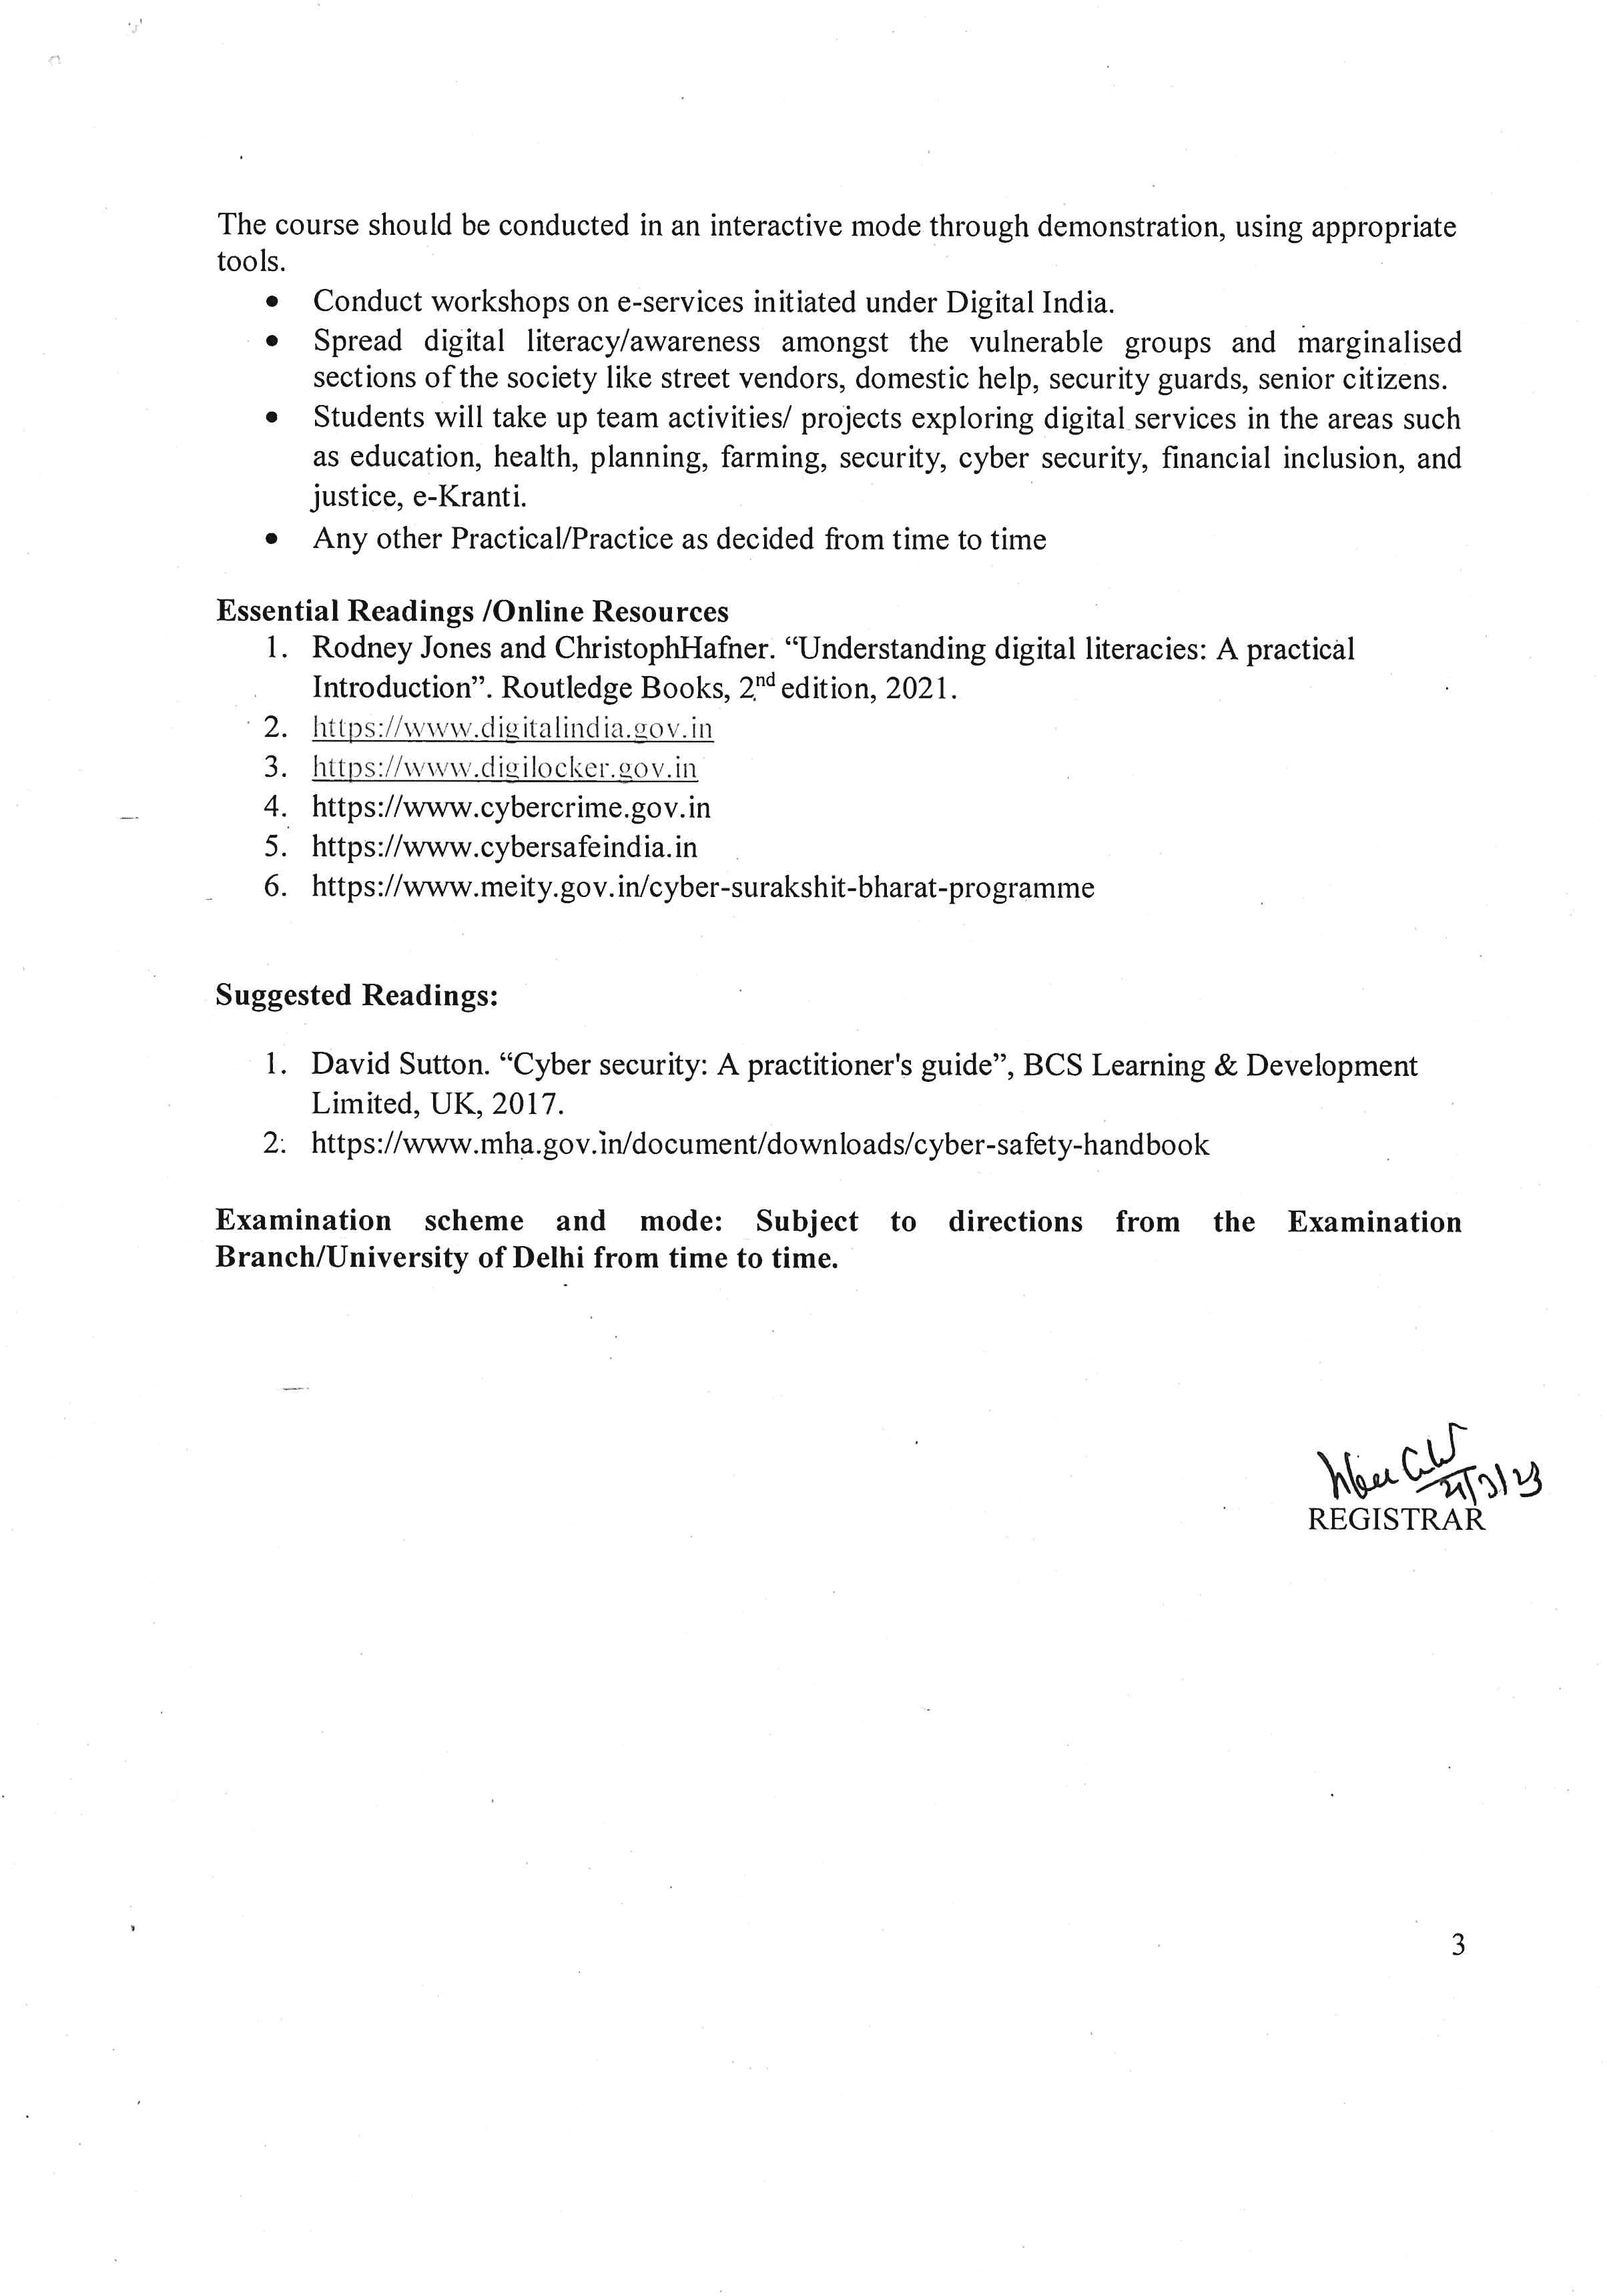 The course should be conducted in an interactive mode through demonstration, using appropriate
tools.
• Conduct workshops on e-services initiated under Digital India.
• Spread digital literacy/awareness amongst the vulnerable groups and marginalised
sections of the society like street vendors, domestic help, security guards, senior citizens.
• Students will take up team activities/ projects exploring digital services in the areas such
as education, health, planning, farming, security, cyber security, financial inclusion, and
justice, e-Kranti.
• Any other Practical/Practice as decided from time to time
Essential Readings /Online Resources
1. Rodney Jones and ChristophHafner. “Understanding digital literacies: A practical
Introduction”. Routledge Books, 2nd edition, 2021.
2. https://www.digitalindia.gov.in
3. https://www.digilocker.gov.in
4. https://www.cybercrime.gov.in
5. https://www.cybersafeindia.in
6. https://www.meity.gov.in/cyber-surakshit-bharat-programme
Suggested Readings:
1. David Sutton. “Cyber security: A practitioner's guide”, BCS Learning & Development
Limited, UK, 2017.
2. https://www.mha.gov.in/document/downloads/cyber-safety-handbook
Examination scheme and mode: Subject to directions from the Examination
Branch/University of Delhi from time to time.
REGISTRAR
3